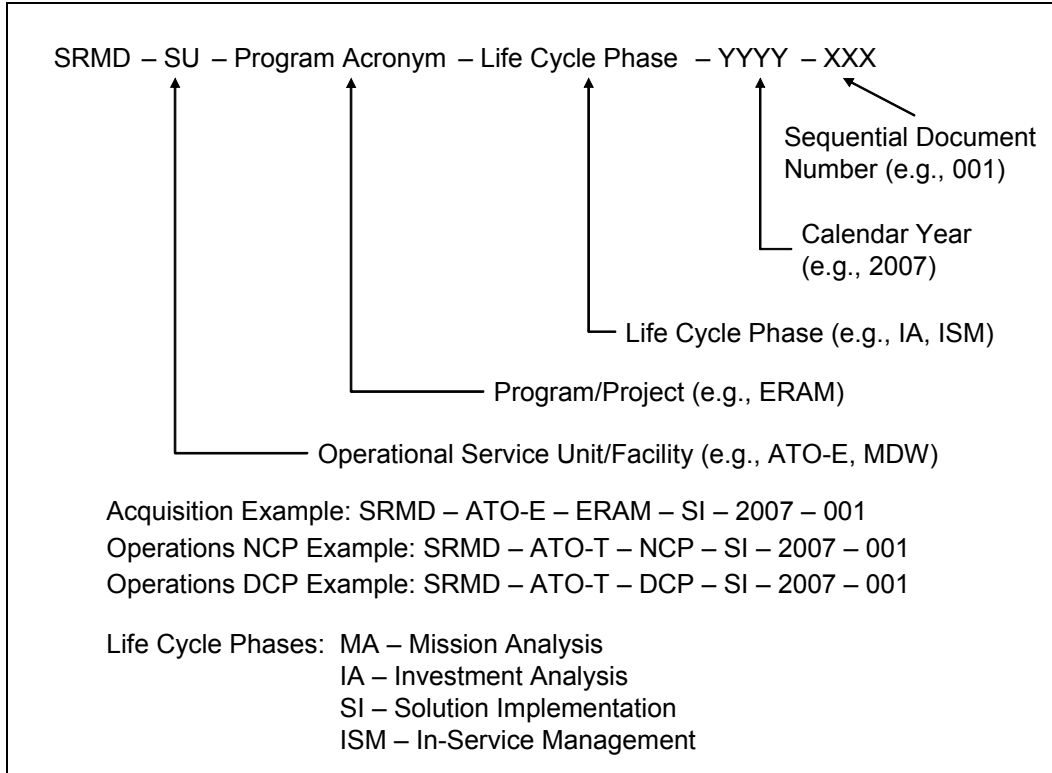 SRMD – SU – Program Acronym – Life Cycle Phase – YYYY – XXX
Sequential Document
Number (e.g., 001)
Calendar Year
(e.g., 2007)
Life Cycle Phase (e.g., IA, ISM)
Program/Project (e.g., ERAM)
Operational Service Unit/Facility (e.g., ATO-E, MDW)
Acquisition Example: SRMD – ATO-E – ERAM – SI – 2007 – 001
Operations NCP Example: SRMD – ATO-T – NCP – SI – 2007 – 001
Operations DCP Example: SRMD – ATO-T – DCP – SI – 2007 – 001
Life Cycle Phases: MA – Mission Analysis
IA – Investment Analysis
SI – Solution Implementation
ISM – In-Service Management